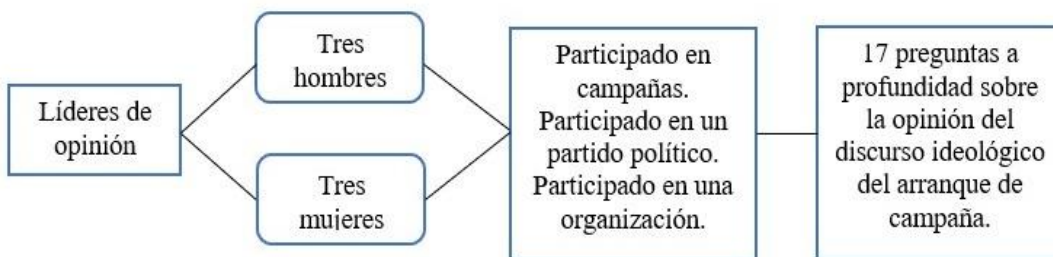 Líderes de
opinión
Tres
hombres
Tres
mujeres
Participado en
campañas.
Participado en un
partido político.
Participado en una
organización.
17 preguntas a
profundidad sobre
la opinión del
discurso ideológico
del arranque de
campaña.